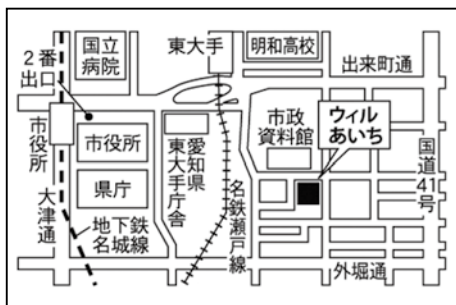 国立
病院
東大手
明和高校
出来町通
2番
出口
市政
資料館
ウィル
あいち
市役所
市役所
愛知県
東大手庁舎
県庁
国道41号
大津通
地下鉄
名城線
名鉄瀬戸線
外堀通